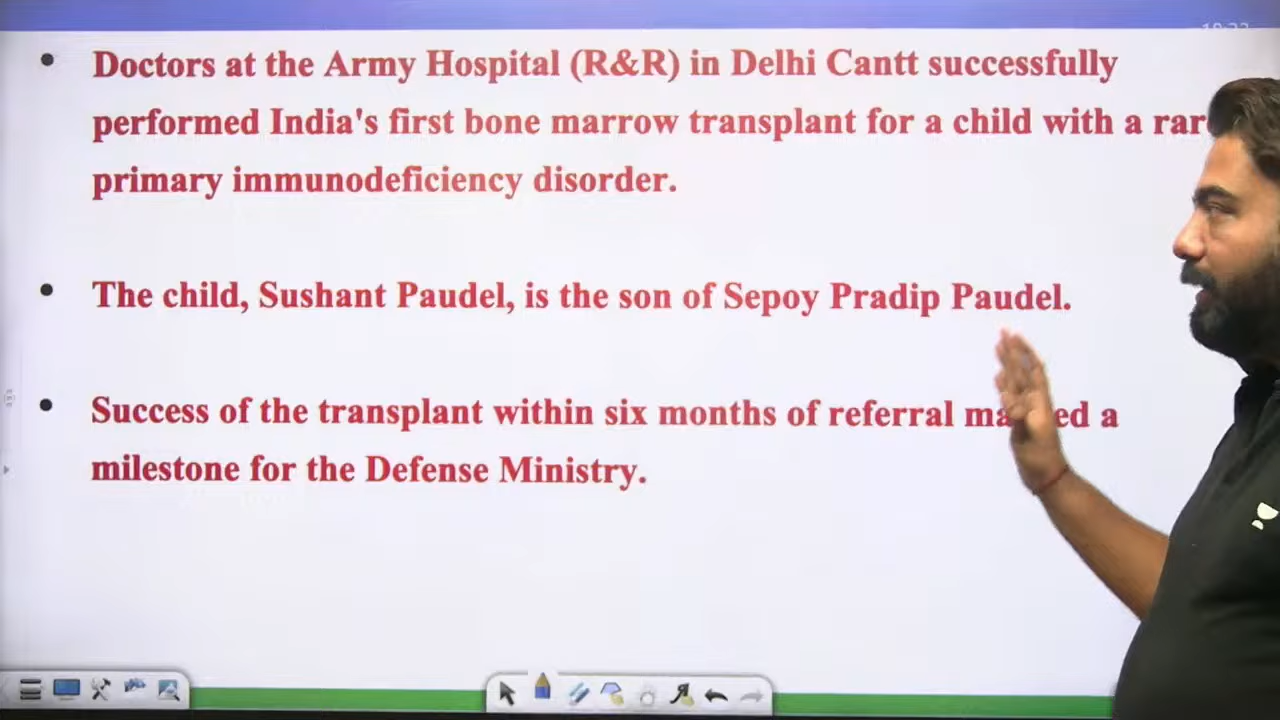 • Doctors at the Army Hospital (R&R) in Delhi Cantt successfully
performed India's first bone marrow transplant for a child with a
primary immunodeficiency disorder.
• The child, Sushant Paudel, is the son of Sepoy Pradip Paudel.
• Success of the transplant within six months of referral marked a
milestone for the Defense Ministry.